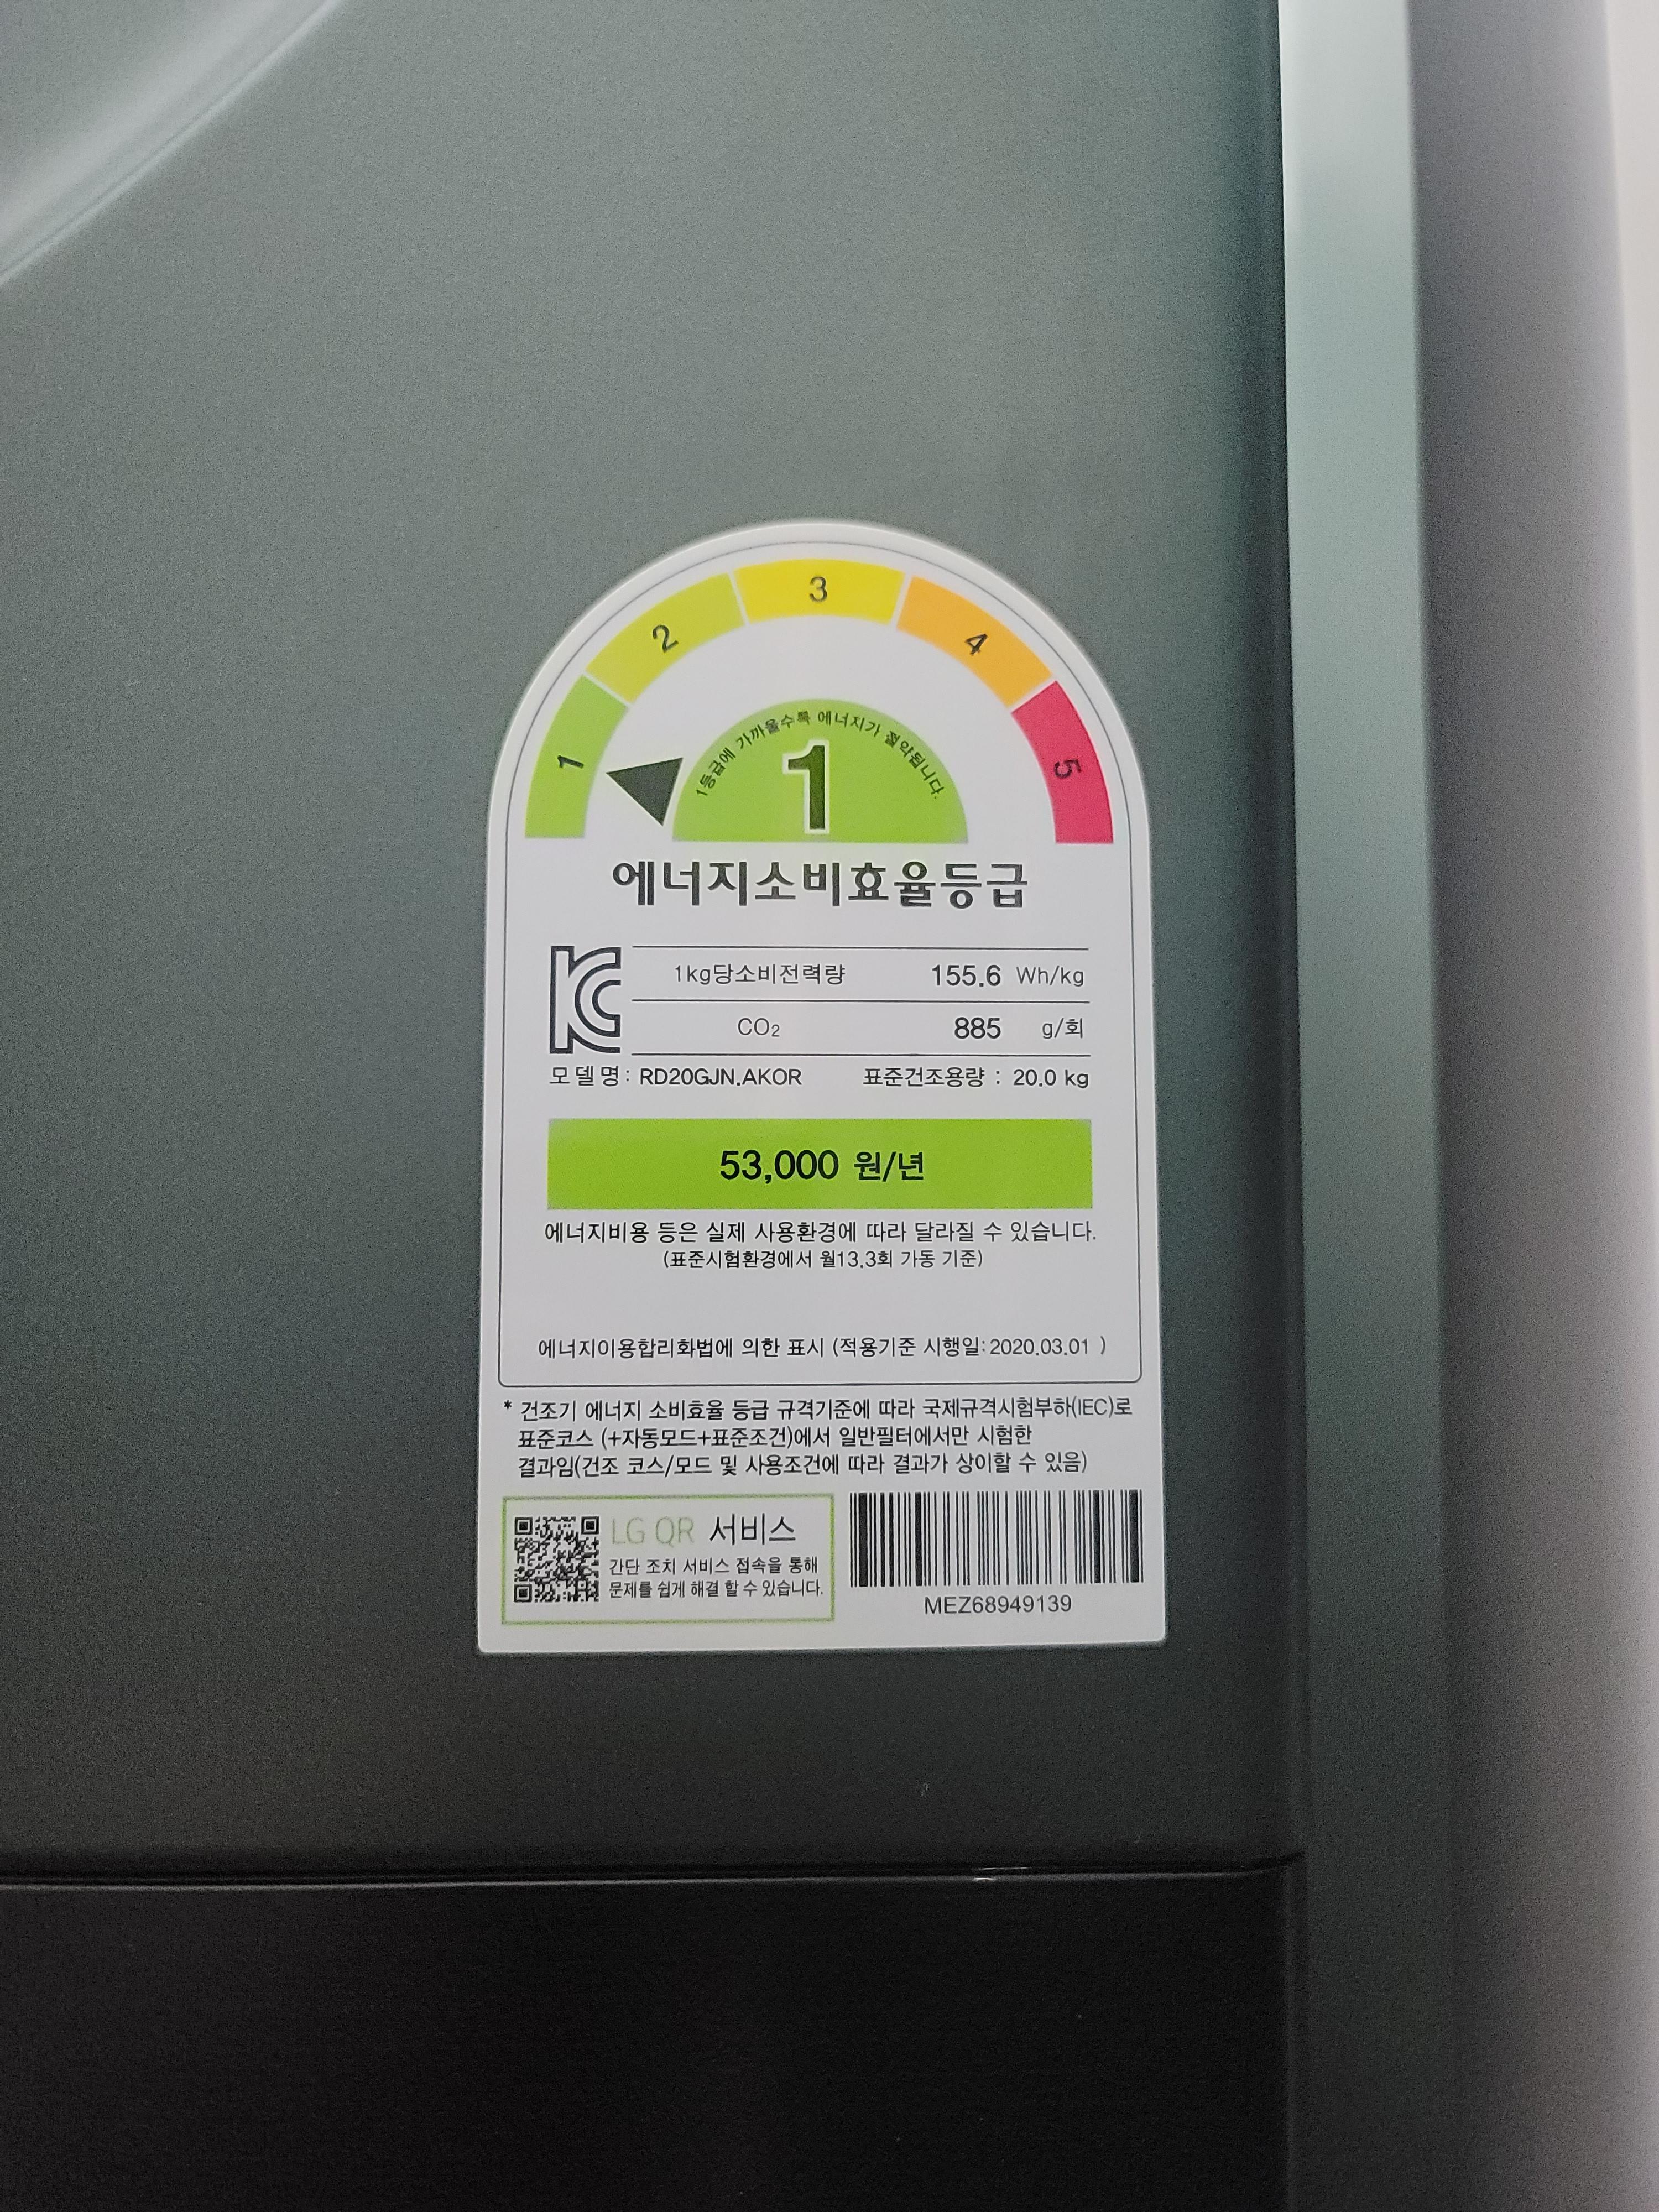 1
2
3
4
5
1등급에 가까울수록 에너지가 절약됩니다.
1
에너지소비효율등급
1kg당소비전력량 155.6 Wh/kg
CO₂ 885 g/회
모델명: RD20GJN.AKOR 표준건조용량 : 20.0 kg
53,000 원/년
에너지비용 등은 실제 사용환경에 따라 달라질 수 있습니다.
(표준시험환경에서 월13.3회 가동 기준)
에너지이용합리화법에 의한 표시 (적용기준 시행일: 2020.03.01 )
* 건조기 에너지 소비효율 등급 규격기준에 따라 국제규격시험부하(IEC)로
표준코스 (+자동모드+표준조건)에서 일반필터에서만 시험한
결과임(건조 코스/모드 및 사용조건에 따라 결과가 상이할 수 있음)
LG QR 서비스
간단 조치 서비스 접속을 통해
문제를 쉽게 해결 할 수 있습니다.
MEZ68949139